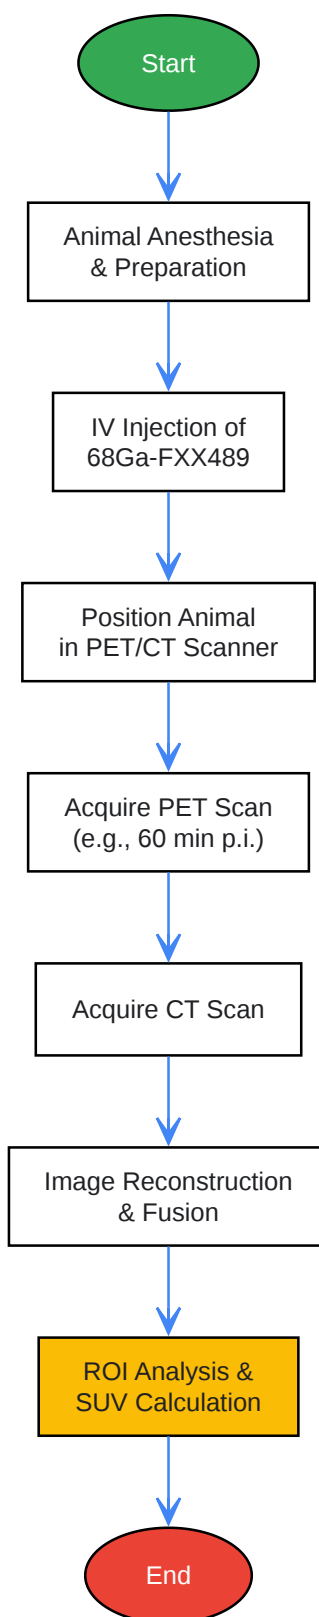 Start
Animal Anesthesia
& Preparation
IV Injection of
68Ga-FXX489
Position Animal
in PET/CT Scanner
Acquire PET Scan
(e.g., 60 min p.i.)
Acquire CT Scan
Image Reconstruction
& Fusion
ROI Analysis &
SUV Calculation
End